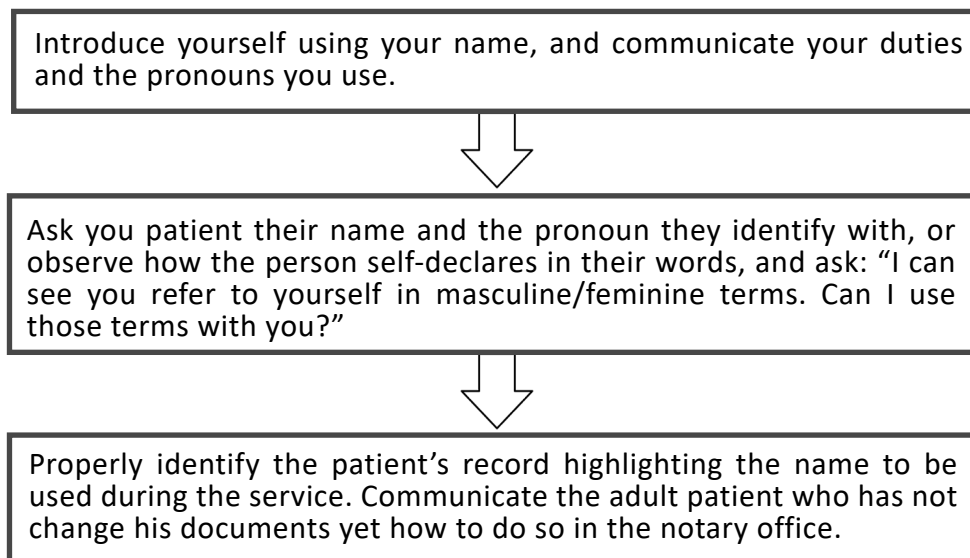 Introduce yourself using your name, and communicate your duties
and the pronouns you use.
Ask you patient their name and the pronoun they identify with, or
observe how the person self-declares in their words, and ask: “I can
see you refer to yourself in masculine/feminine terms. Can I use
those terms with you?”
Properly identify the patient’s record highlighting the name to be
used during the service. Communicate the adult patient who has not
change his documents yet how to do so in the notary office.